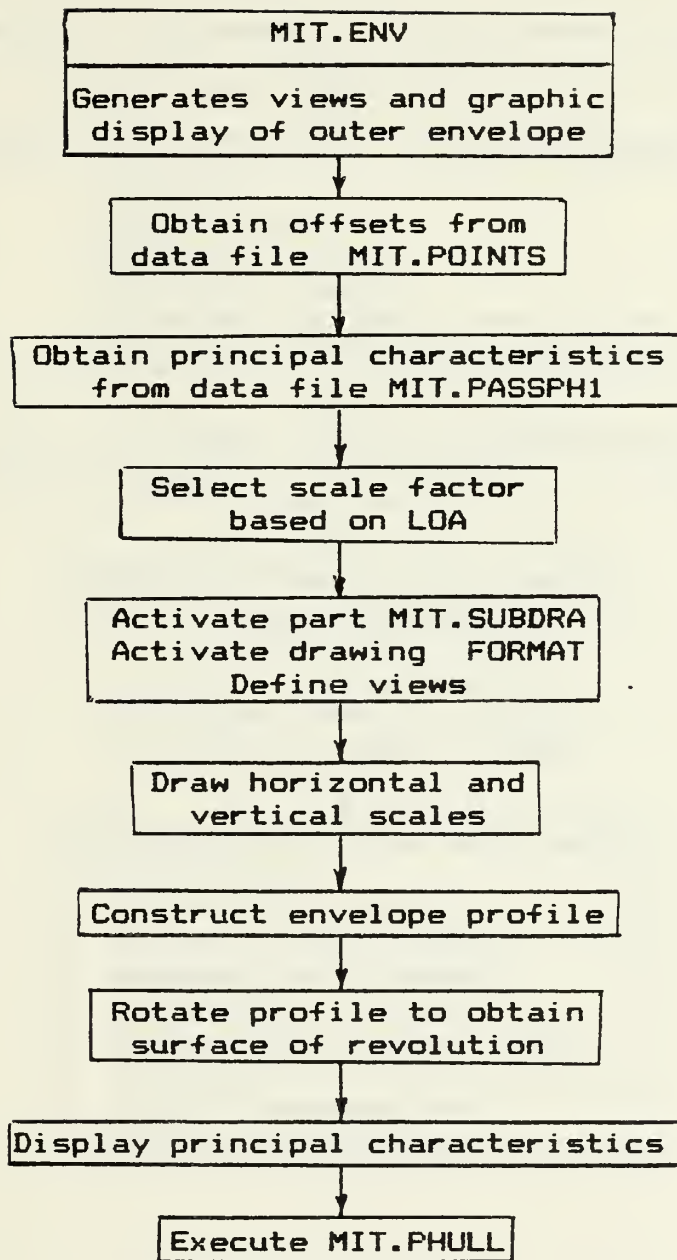 MIT.ENV
Generates views and graphic
display of outer envelope
Obtain offsets from
data file MIT.POINTS
Obtain principal characteristics
from data file MIT.PASSPH1
Select scale factor
based on LOA
Activate part MIT.SUBDRA
Activate drawing FORMAT
Define views
Draw horizontal and
vertical scales
Construct envelope profile
Rotate profile to obtain
surface of revolution
Display principal characteristics
Execute MIT.PHULL